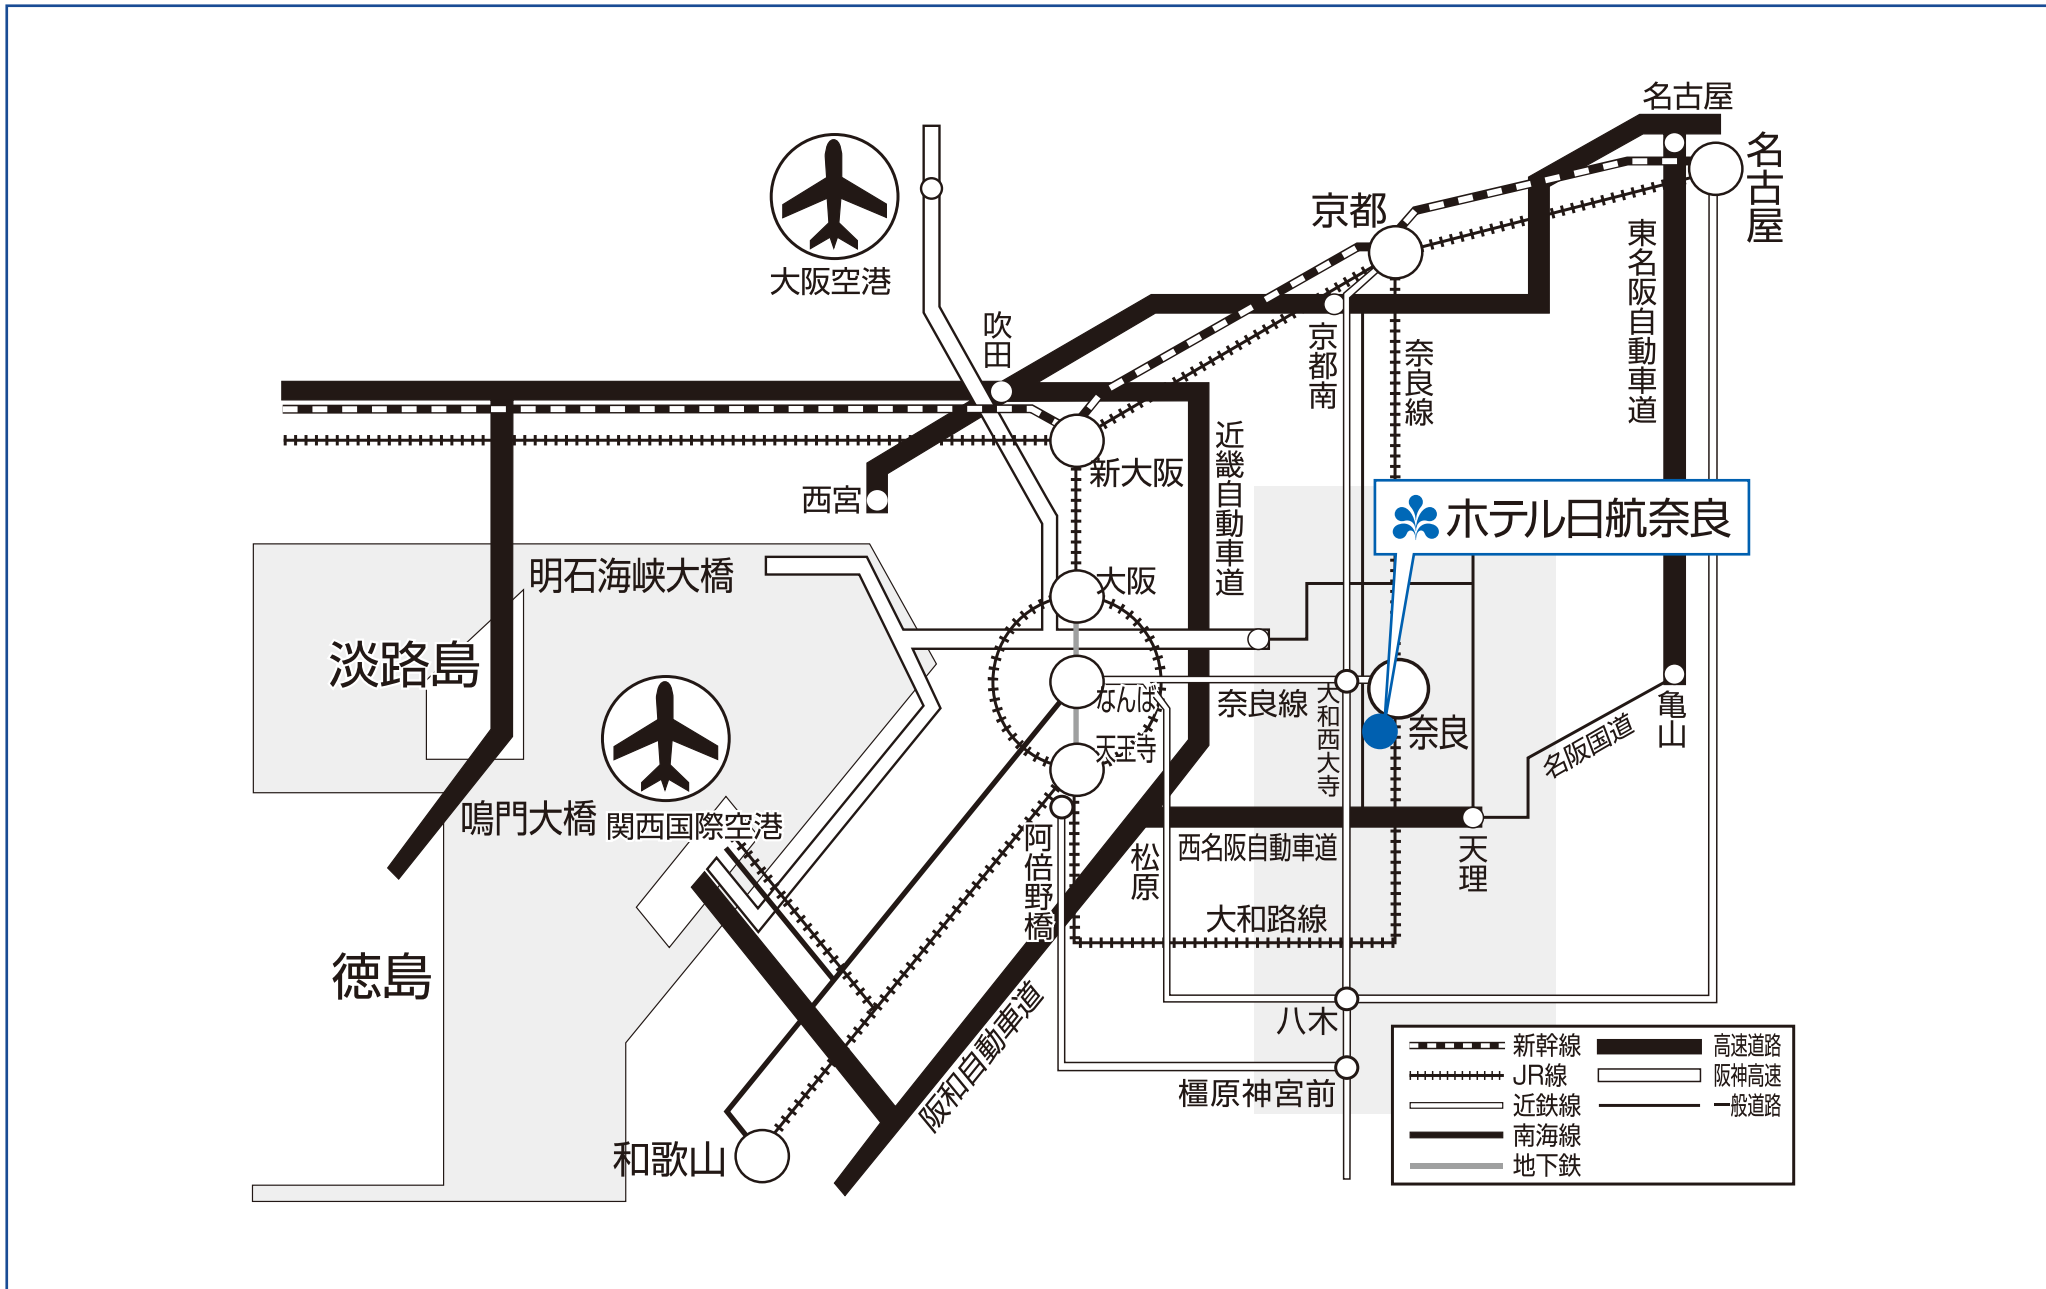 名古屋
名古屋
京都
大阪空港
東名阪自動車道
吹田
京都南
奈良線
近畿自動車道
新大阪
西宮
ホテル日航奈良
明石海峡大橋
大阪
淡路島
なんば
奈良線
大和西大寺
奈良
亀山
名阪国道
天王寺
鳴門大橋
関西国際空港
阿倍野橋
松原
西名阪自動車道
天理
大和路線
徳島
阪和自動車道
八木
橿原神宮前
和歌山
新幹線
JR線
近鉄線
南海線
地下鉄
高速道路
阪神高速
一般道路